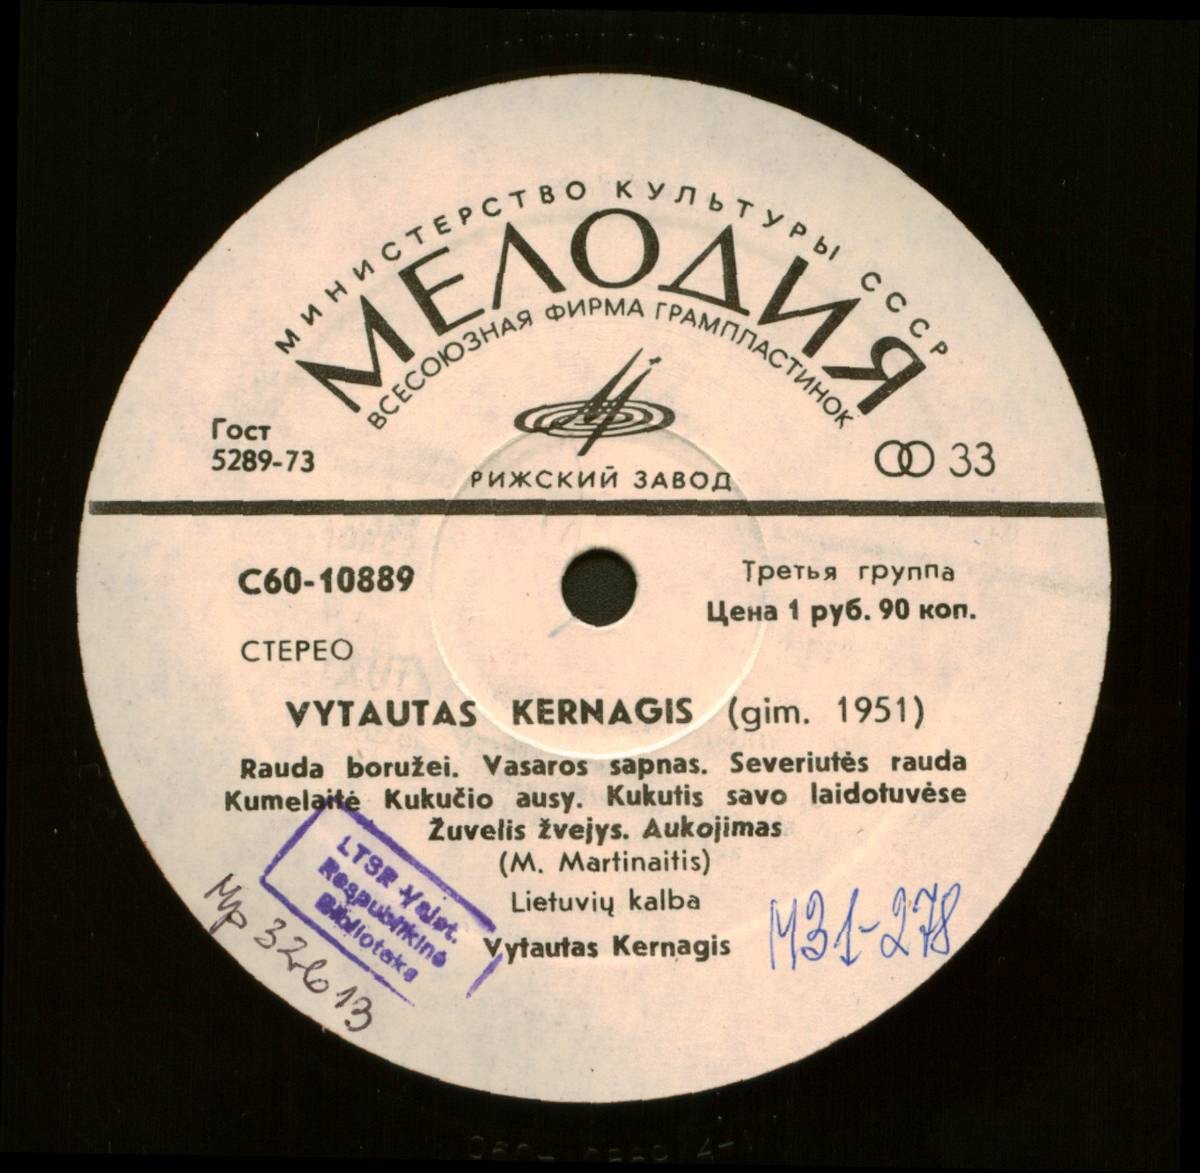 МИНИСТЕРСТВО КУЛЬТУРЫ СССР
МЕЛОДИЯ
ВСЕСОЮЗНАЯ ФИРМА ГРАМПЛАСТИНОК
Гост
5289-73
33
РИЖСКИЙ ЗАВОД
С60-10889
Третья группа
Цена 1 руб. 90 коп.
СТЕРЕО
VYTAUTAS KERNAGIS (gim. 1951)
Rauda boružei. Vasaros sapnas. Severiutės rauda
Kumelaitė Kukučio ausy. Kukutis savo laidotuvėse
Žuvelis žvejys. Aukojimas
(M. Martinaitis)
Lietuvių kalba
Vytautas Kernagis
LTSR Valst.
Respublikinė
Biblioteka
М31-278